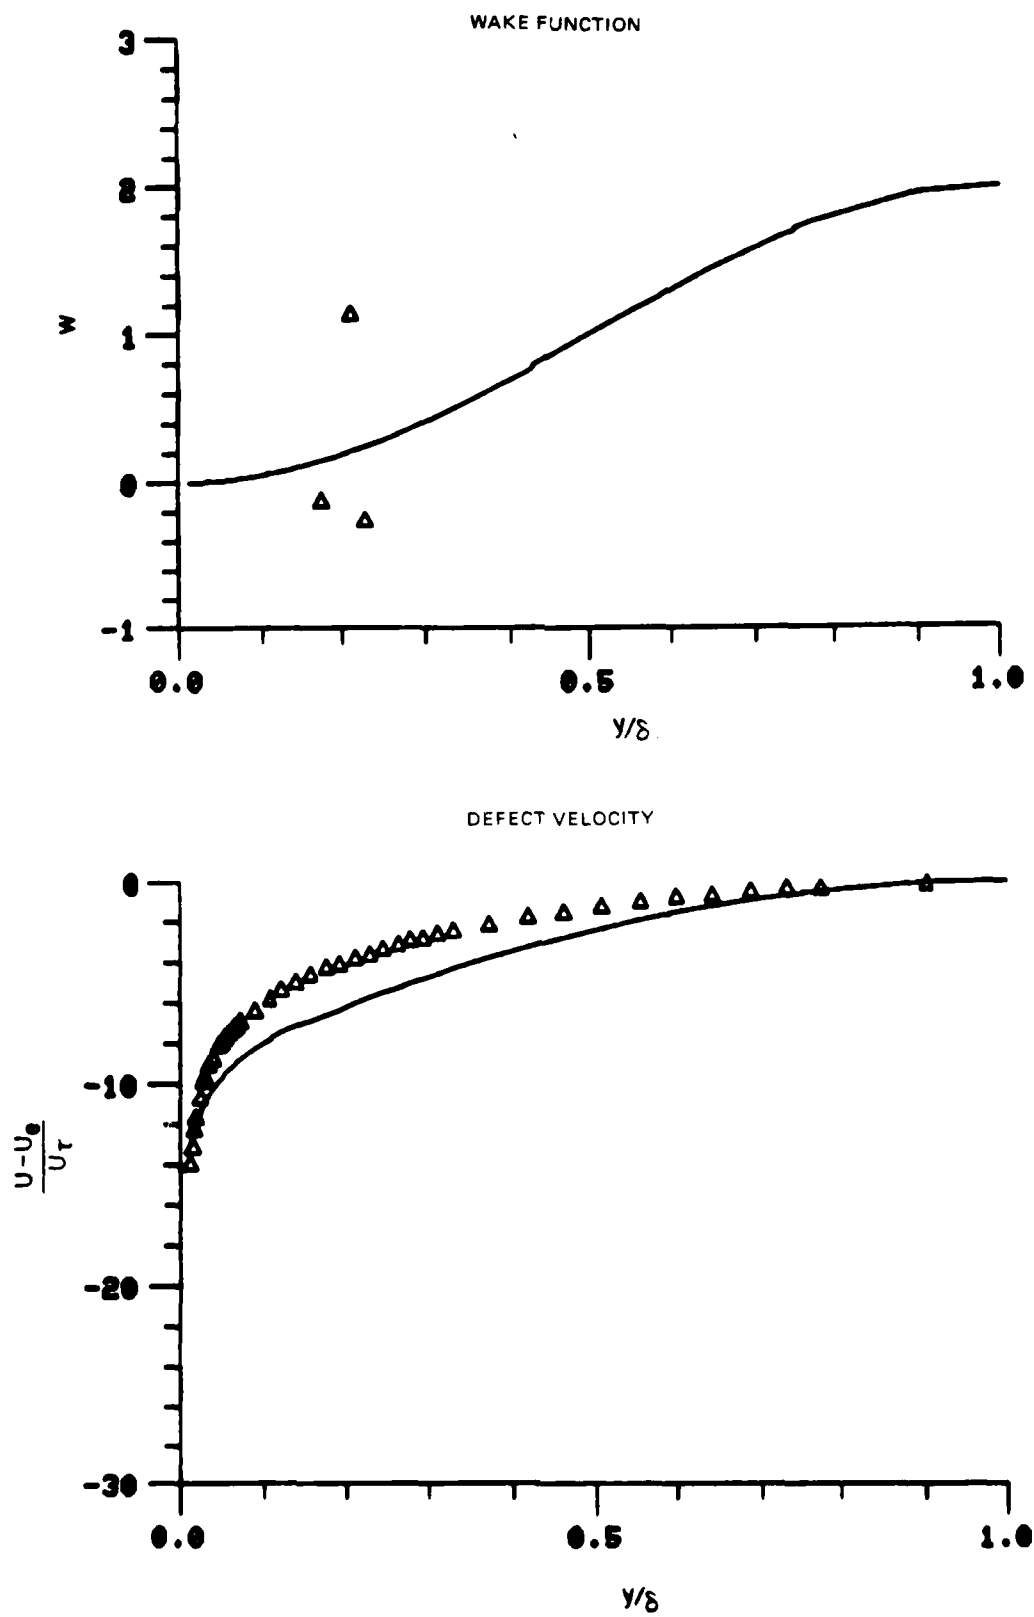 WAKE FUNCTION
3
2
1
0
-1
W
0.0 0.5 1.0
y/δ
DEFECT VELOCITY
0
-10
-20
-30
U-Ue
Uτ
0.0 0.5 1.0
y/δ